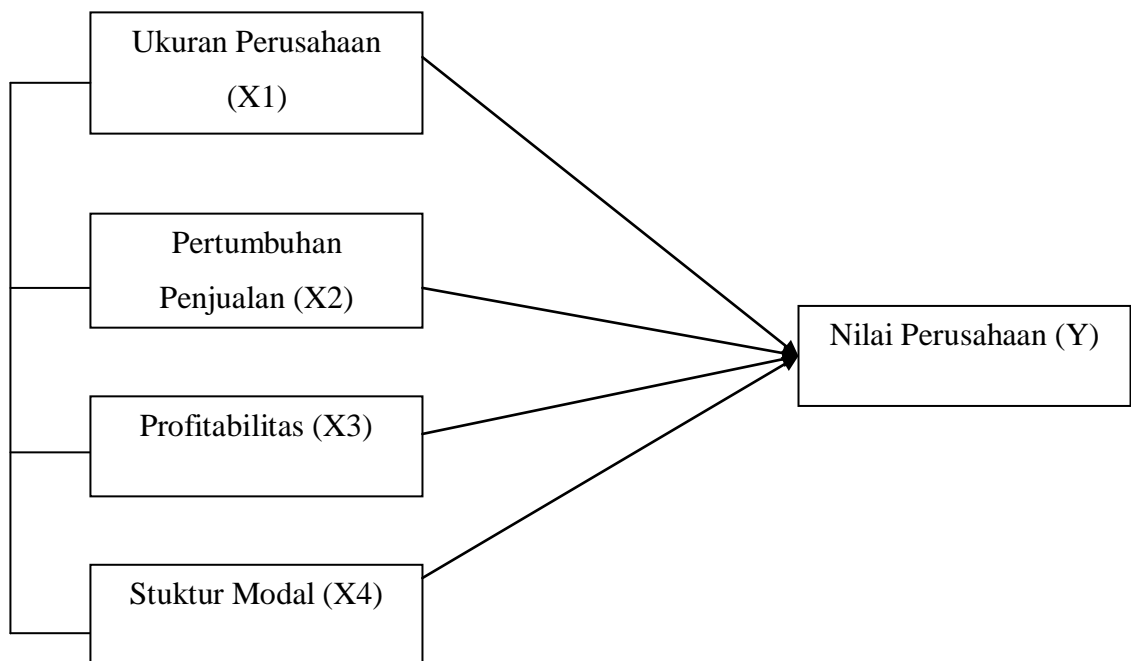 Ukuran Perusahaan
(X1)
Pertumbuhan
Penjualan (X2)
Nilai Perusahaan (Y)
Profitabilitas (X3)
Stuktur Modal (X4)